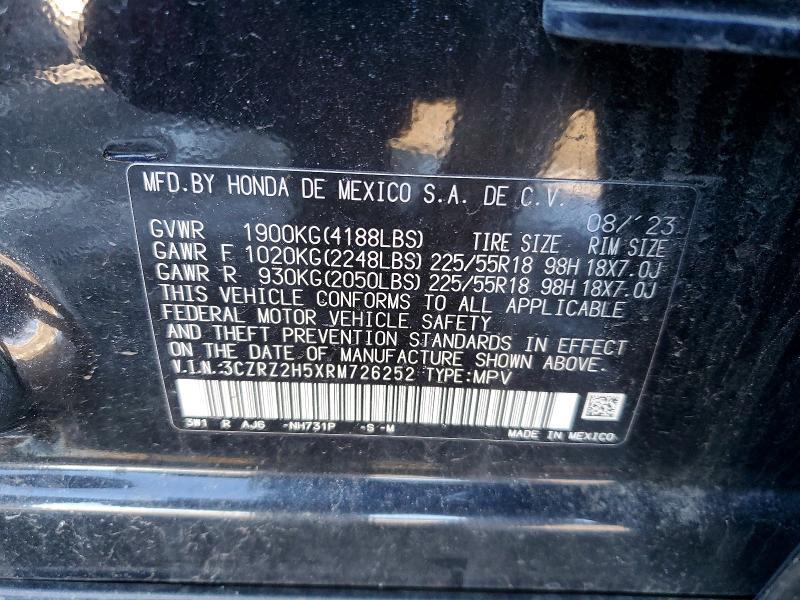 MFD.BY HONDA DE MEXICO S.A. DE C.V.
08/'23
GVWR 1900KG(4188LBS) TIRE SIZE RIM SIZE
GAWR F 1020KG(2248LBS) 225/55R18 98H 18X7.0J
GAWR R. 930KG(2050LBS) 225/55R18 98H 18X7.0J
THIS VEHICLE CONFORMS TO ALL APPLICABLE
FEDERAL MOTOR VEHICLE SAFETY
AND THEFT PREVENTION STANDARDS IN EFFECT
ON THE DATE OF MANUFACTURE SHOWN ABOVE.
V.I.N.:3CZRZ2H5XRM726252 TYPE:MPV
3W1 R AJ6 -NH731P -S -M
MADE IN MEXICO